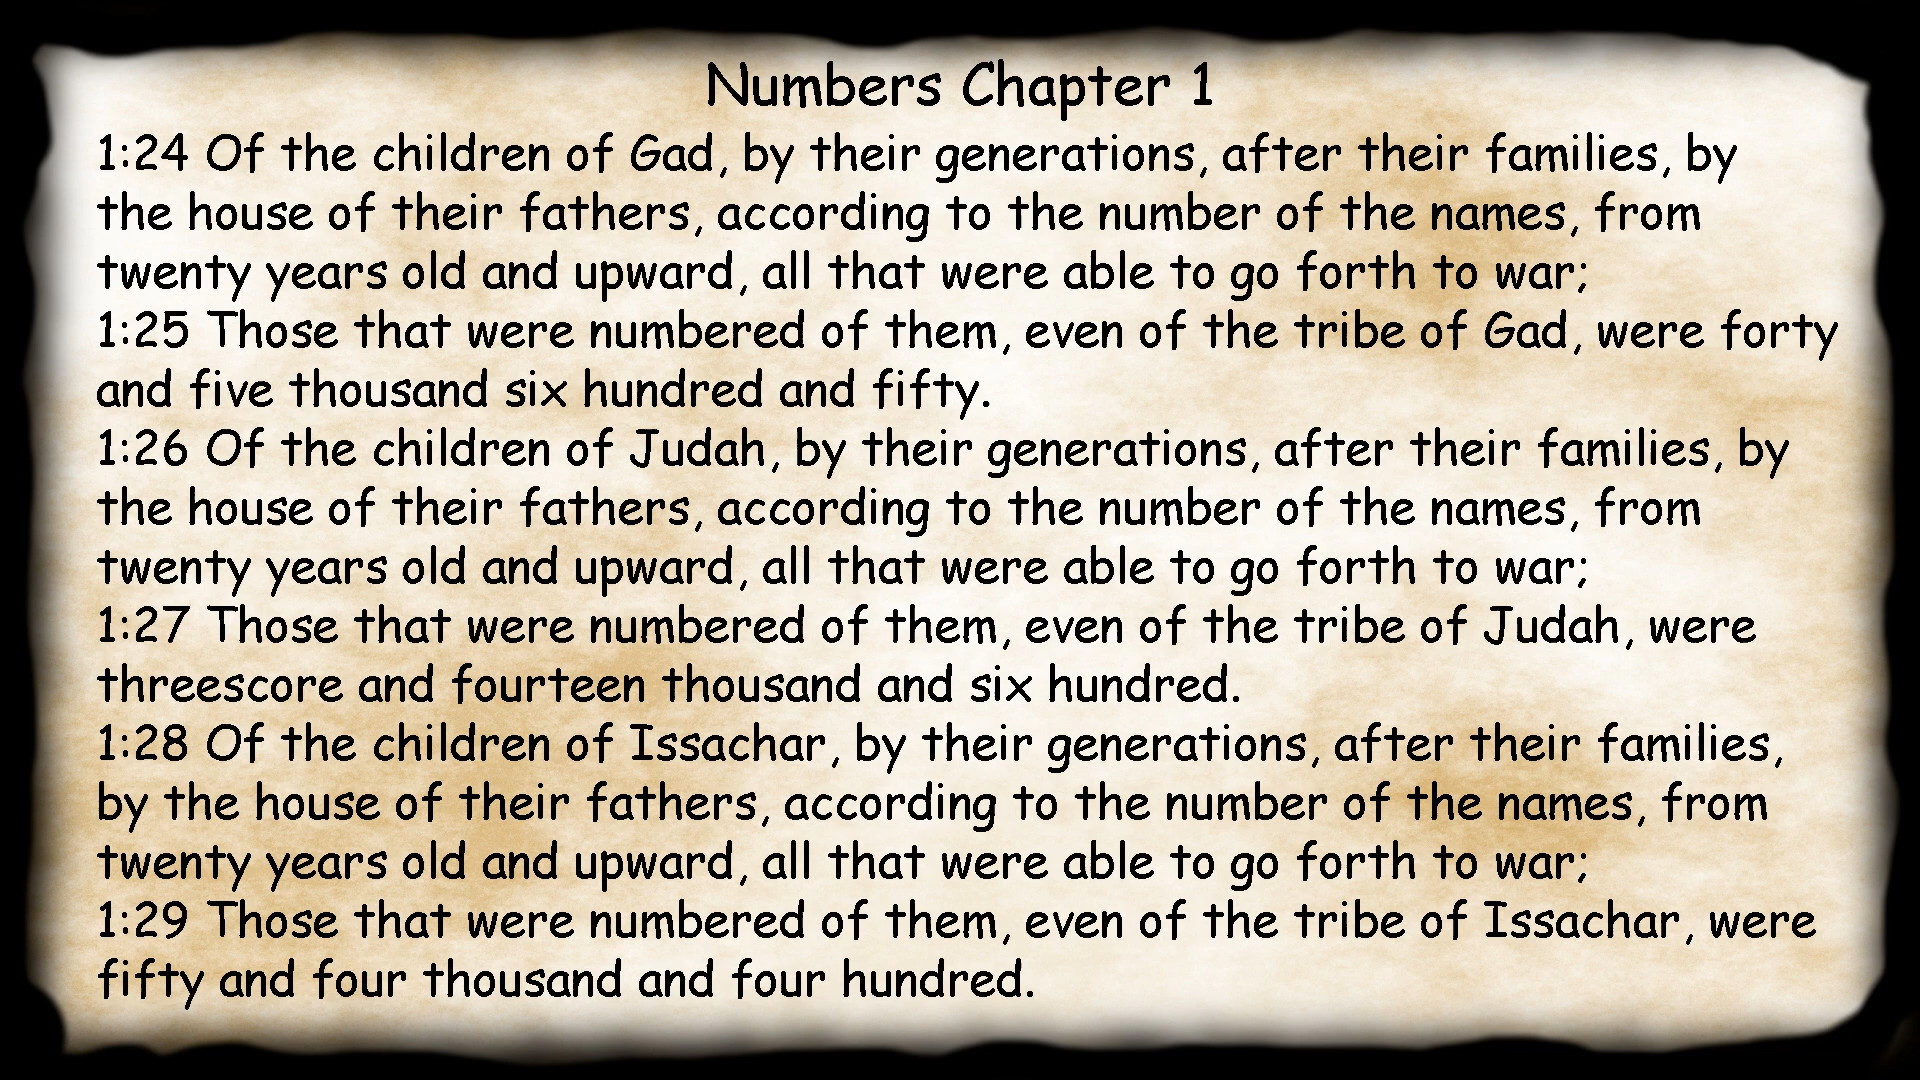 Numbers Chapter 1
1:24 Of the children of Gad, by their generations, after their families, by
the house of their fathers, according to the number of the names, from
twenty years old and upward, all that were able to go forth to war;
1:25 Those that were numbered of them, even of the tribe of Gad, were forty
and five thousand six hundred and fifty.
1:26 Of the children of Judah, by their generations, after their families, by
the house of their fathers, according to the number of the names, from
twenty years old and upward, all that were able to go forth to war;
1:27 Those that were numbered of them, even of the tribe of Judah, were
threescore and fourteen thousand and six hundred.
1:28 Of the children of Issachar, by their generations, after their families,
by the house of their fathers, according to the number of the names, from
twenty years old and upward, all that were able to go forth to war;
1:29 Those that were numbered of them, even of the tribe of Issachar, were
fifty and four thousand and four hundred.